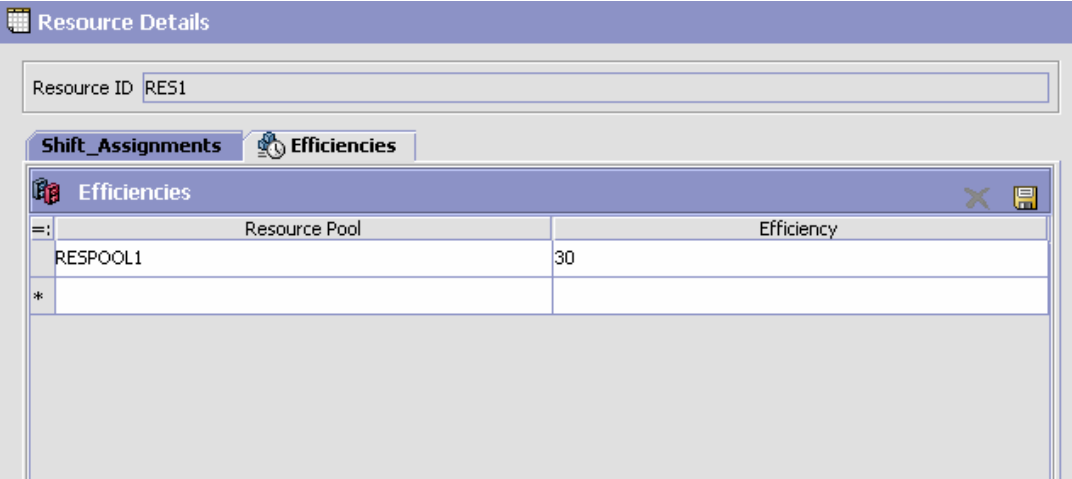 Resource Details
Resource ID RES1
Shift_Assignments Efficiencies
Efficiencies
=: Resource Pool Efficiency
RESPOOL1 30
*